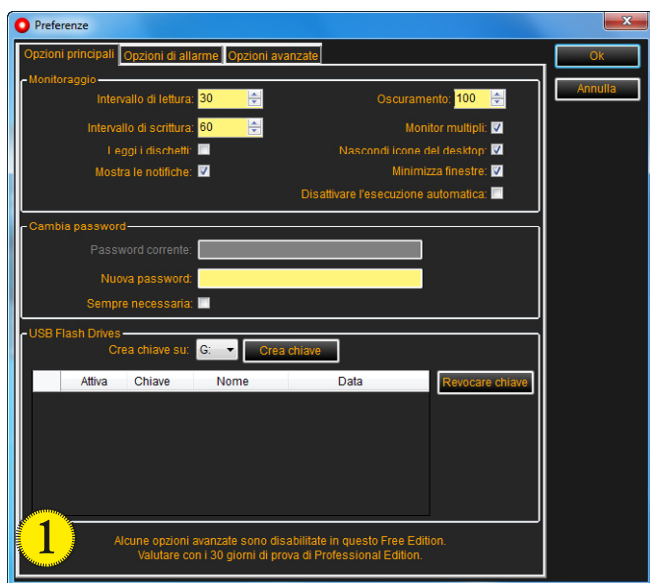 Preferenze
Opzioni principali Opzioni di allarme Opzioni avanzate
Ok
Annulla
Monitoraggio
Intervallo di lettura: 30
Oscuramento: 100
Intervallo di scrittura: 60
Monitor multipli:
Leggi i dischetti:
Nascondi icone del desktop:
Mostra le notifiche:
Minimizza finestre:
Disattivare l'esecuzione automatica:
Cambia password
Password corrente:
Nuova password:
Sempre necessaria:
USB Flash Drives
Crea chiave su: G: Crea chiave
Attiva Chiave Nome Data
Revocare chiave
1
Alcune opzioni avanzate sono disabilitate in questo Free Edition.
Valutare con i 30 giorni di prova di Professional Edition.